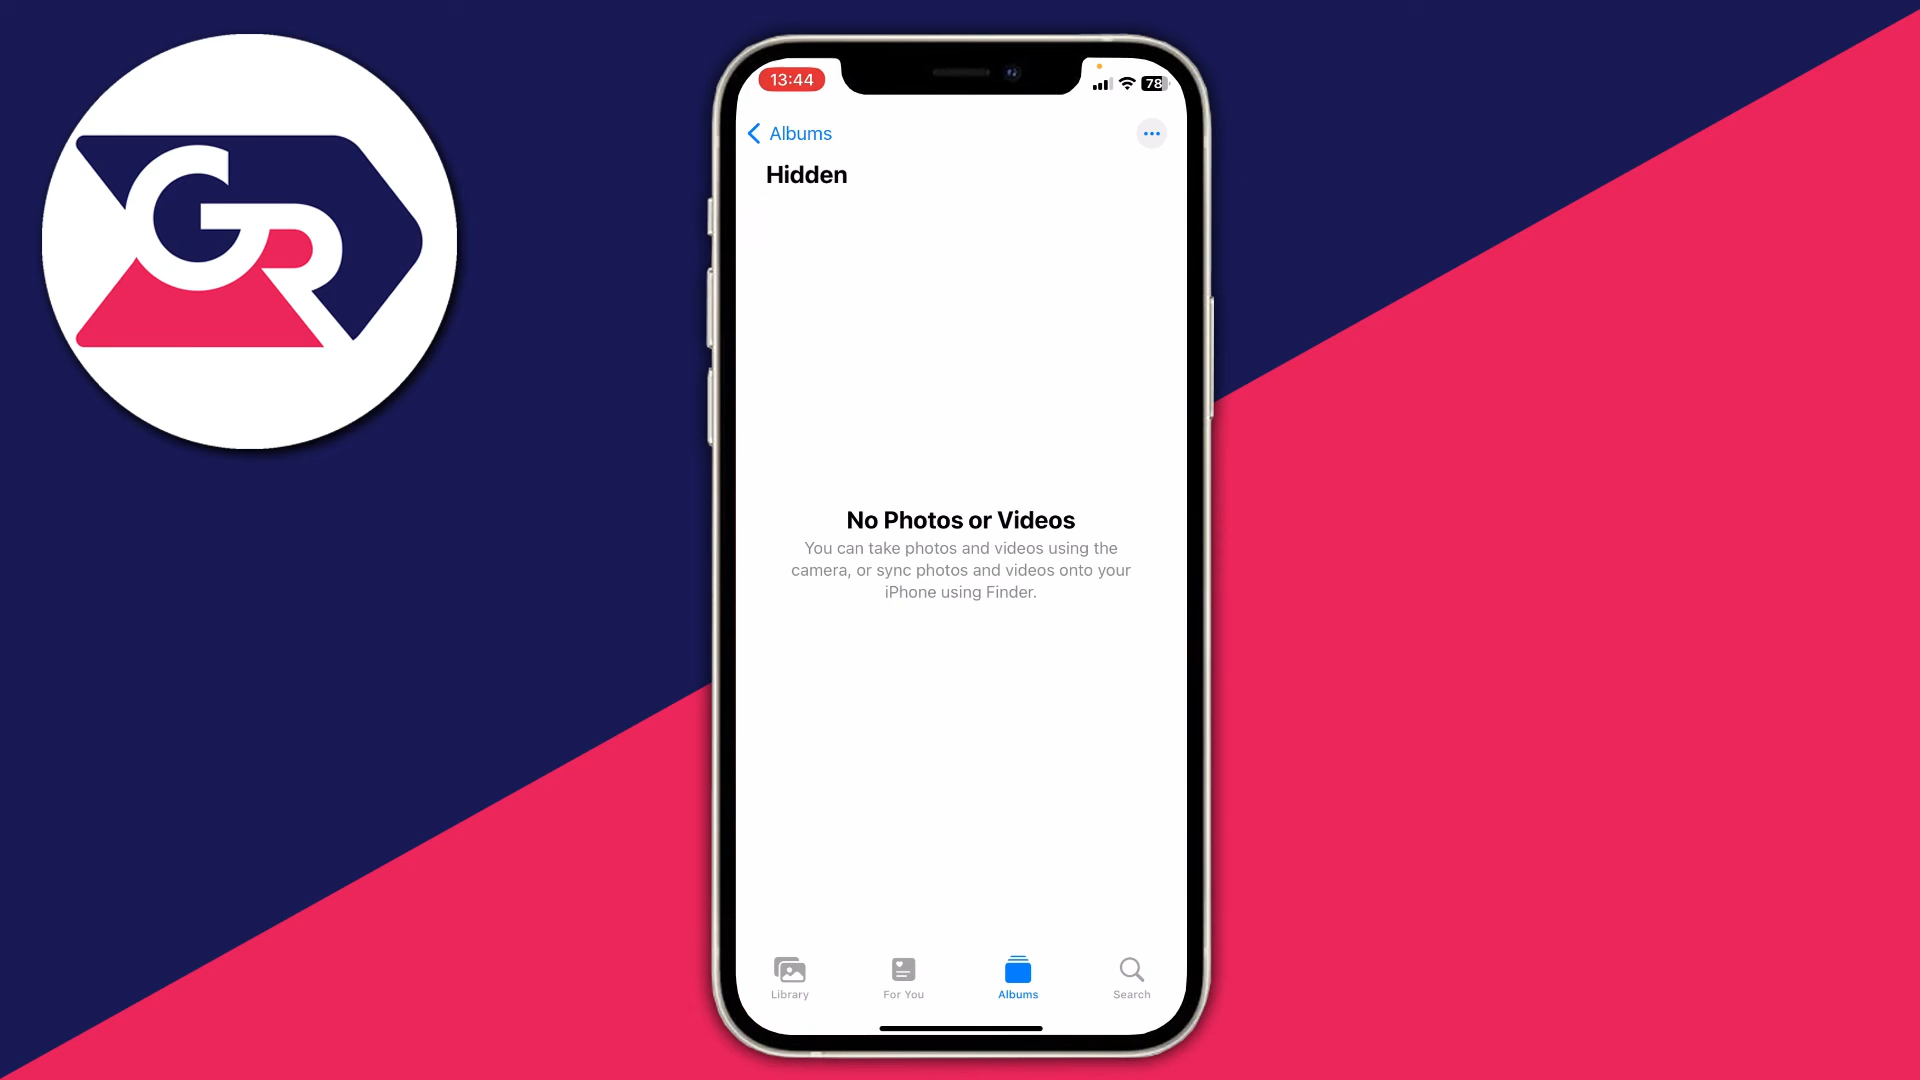 GR
13:44
78
Albums
Hidden
No Photos or Videos
You can take photos and videos using the
camera, or sync photos and videos onto your
iPhone using Finder.
Library
For You
Albums
Search